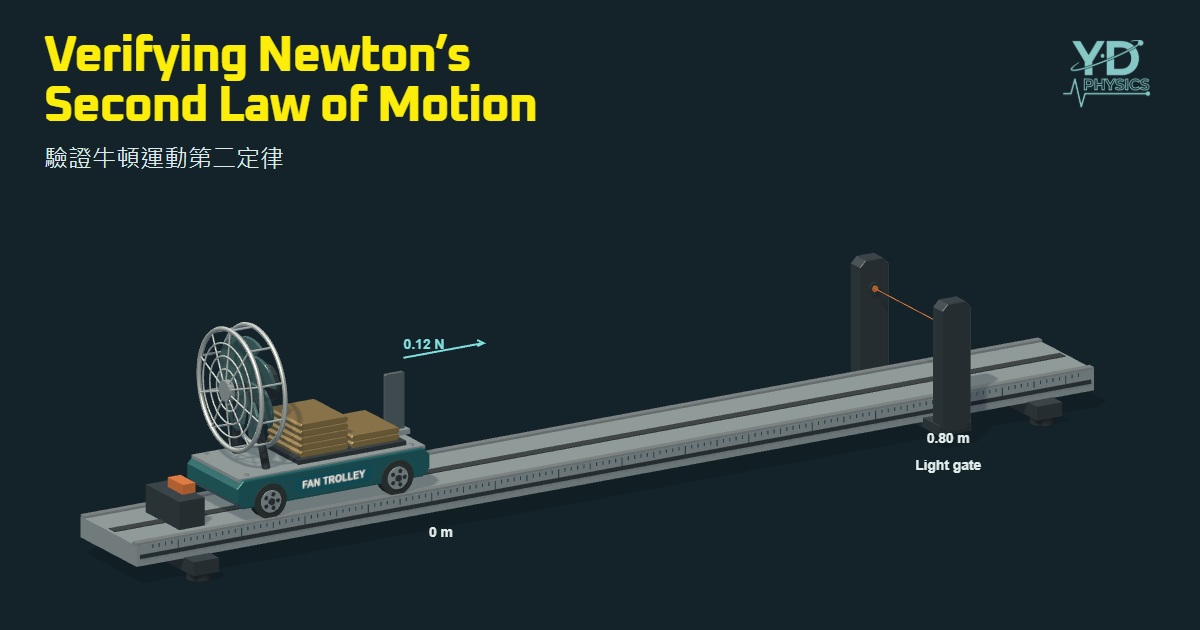 Verifying Newton’s
Second Law of Motion
驗證牛頓運動第二定律
Y·D
PHYSICS
0.12 N
FAN TROLLEY
0.80 m
Light gate
0 m